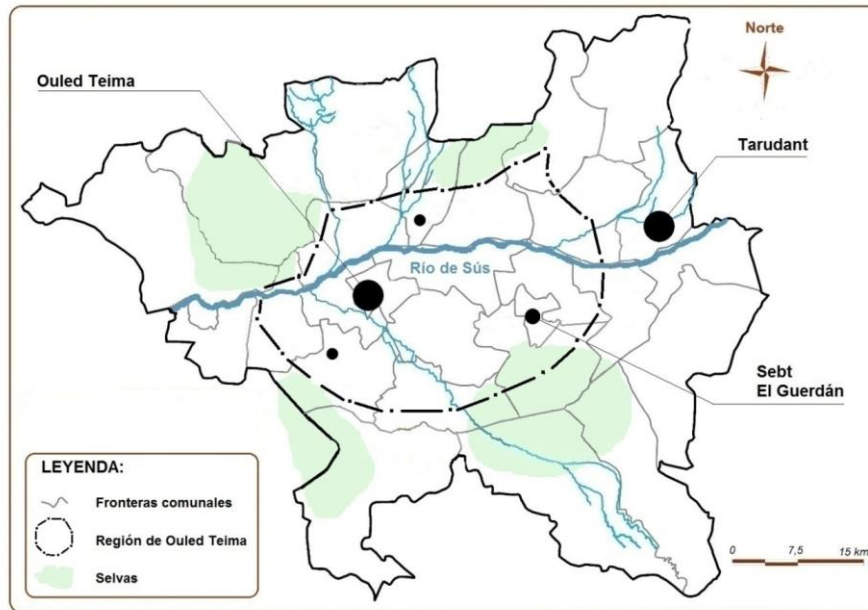 Norte
Ouled Teima
Tarudant
Río de Sús
Sebt
El Guerdán
LEYENDA:
Fronteras comunales
Región de Ouled Teima
Selvas
0 7,5 15 km